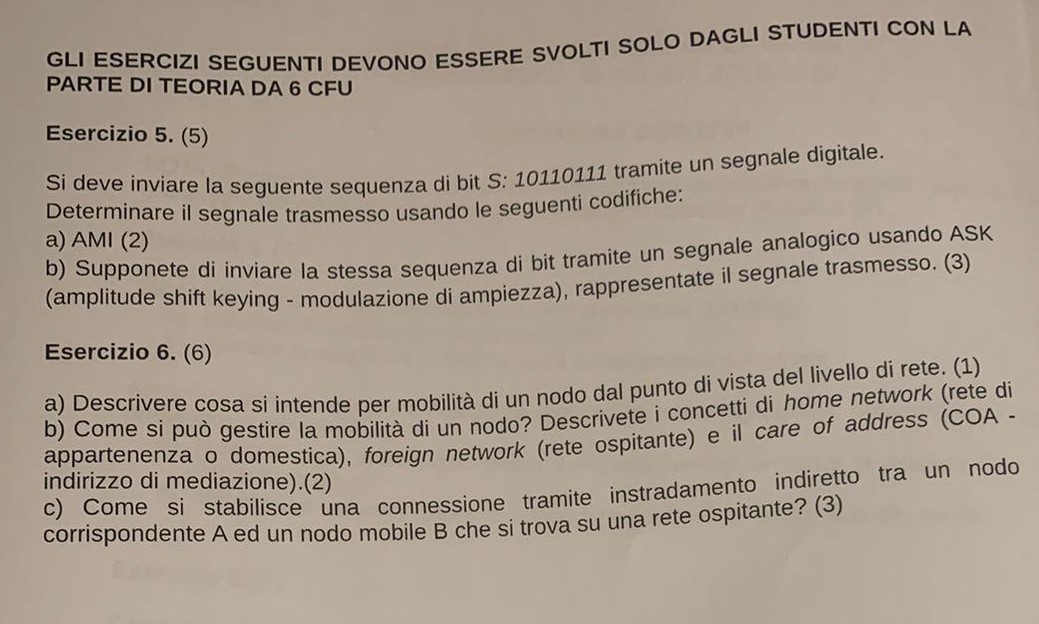 GLI ESERCIZI SEGUENTI DEVONO ESSERE SVOLTI SOLO DAGLI STUDENTI CON LA
PARTE DI TEORIA DA 6 CFU
Esercizio 5. (5)
Si deve inviare la seguente sequenza di bit S: 10110111 tramite un segnale digitale.
Determinare il segnale trasmesso usando le seguenti codifiche:
a) AMI (2)
b) Supponete di inviare la stessa sequenza di bit tramite un segnale analogico usando ASK
(amplitude shift keying - modulazione di ampiezza), rappresentate il segnale trasmesso. (3)
Esercizio 6. (6)
a) Descrivere cosa si intende per mobilità di un nodo dal punto di vista del livello di rete. (1)
b) Come si può gestire la mobilità di un nodo? Descrivete i concetti di home network (rete di
appartenenza o domestica), foreign network (rete ospitante) e il care of address (COA -
indirizzo di mediazione).(2)
c) Come si stabilisce una connessione tramite instradamento indiretto tra un nodo
corrispondente A ed un nodo mobile B che si trova su una rete ospitante? (3)